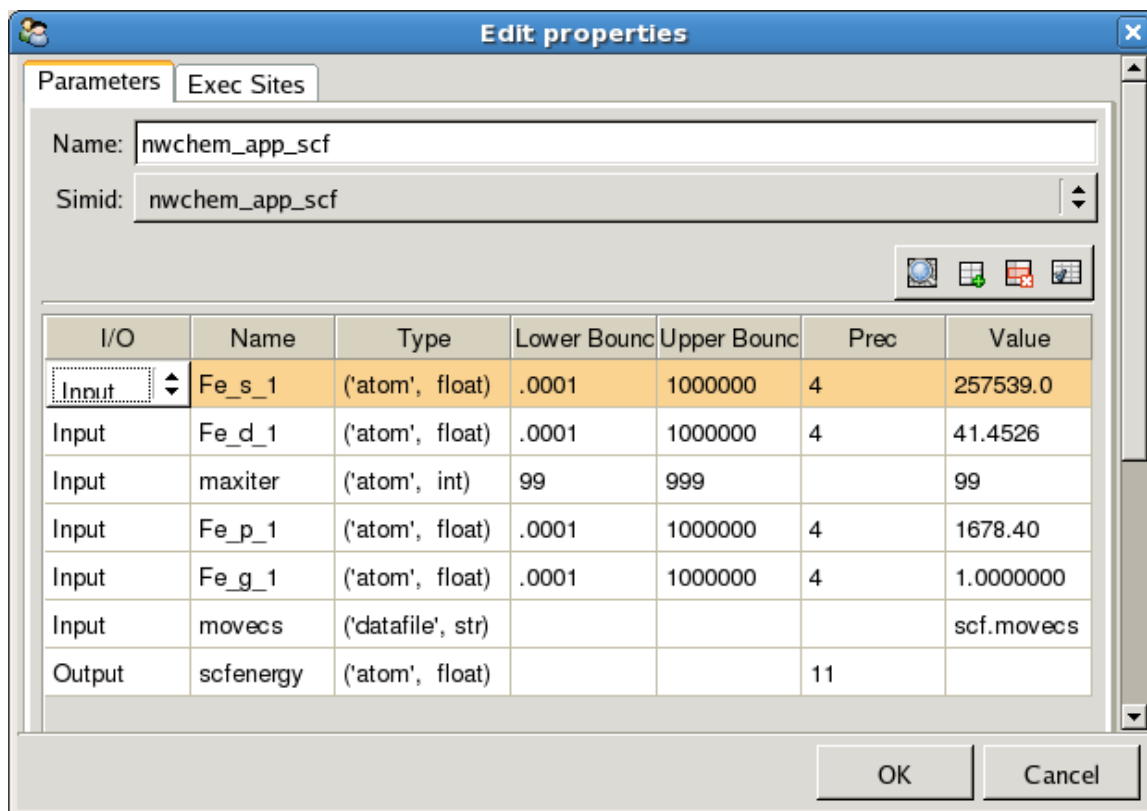 Edit properties
Parameters Exec Sites
Name: nwchem_app_scf
Simid: nwchem_app_scf
I/O Name Type Lower Bounc Upper Bounc Prec Value
Input Fe_s_1 ('atom', float) .0001 1000000 4 257539.0
Input Fe_d_1 ('atom', float) .0001 1000000 4 41.4526
Input maxiter ('atom', int) 99 999 99
Input Fe_p_1 ('atom', float) .0001 1000000 4 1678.40
Input Fe_g_1 ('atom', float) .0001 1000000 4 1.0000000
Input movecs ('datafile', str) scf.movecs
Output scfenergy ('atom', float) 11
OK Cancel